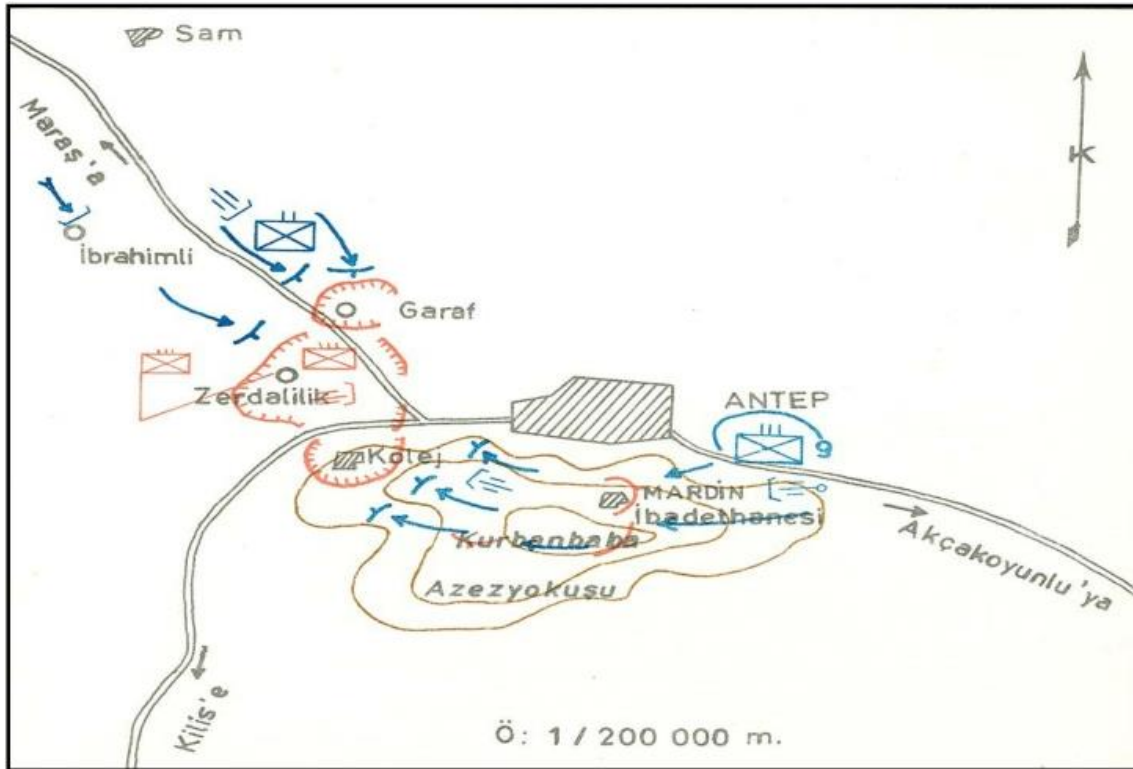 Sam
Maraş'a
K
İbrahimli
Garaf
Zerdalilik
ANTEP
9
Kolej
MARDİN
İbadethanesi
Kurbanbaba
Azezyokuşu
Akçakoyunlu'ya
Kilis'e
Ö: 1/200 000 m.